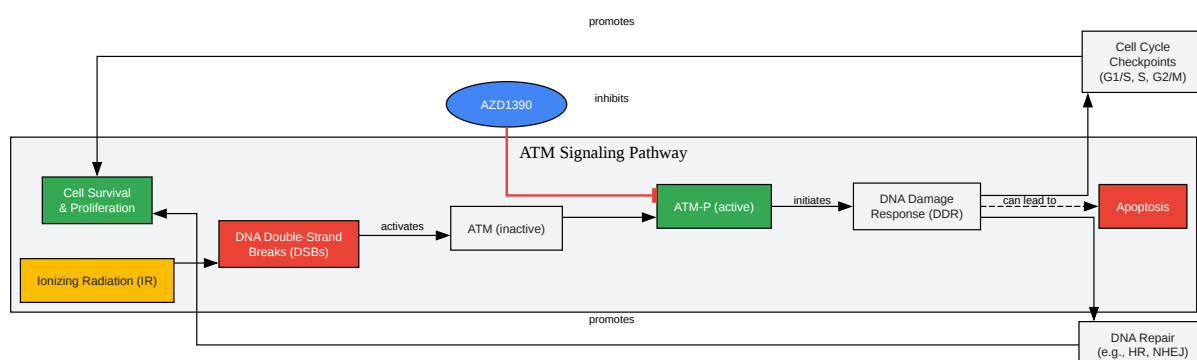 promotes
Cell Cycle
Checkpoints
(G1/S, S, G2/M)
AZD1390
inhibits
ATM Signaling Pathway
Cell Survival
& Proliferation
DNA Double-Strand
Breaks (DSBs)
activates
ATM (inactive)
ATM-P (active)
initiates
DNA Damage
Response (DDR)
can lead to
Apoptosis
Ionizing Radiation (IR)
promotes
DNA Repair
(e.g., HR, NHEJ)